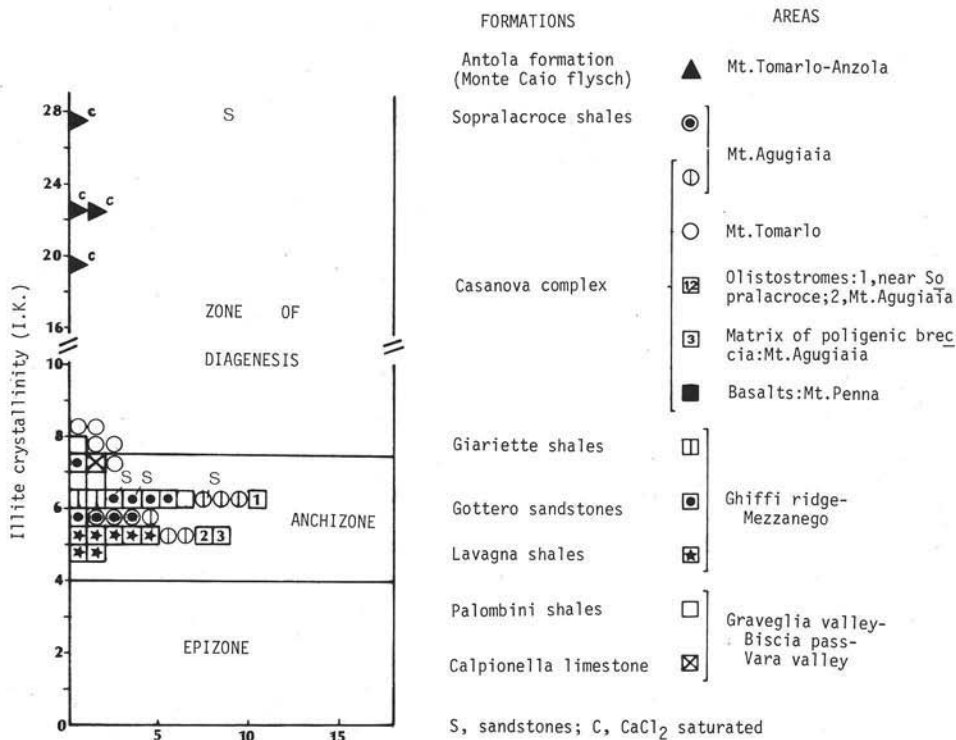 FORMATIONS
AREAS
Antola formation
(Monte Caio flysch)
Mt.Tomarlo-Anzola
Sopralacroce shales
Mt.Agugiaia
Mt.Tomarlo
Casanova complex
12
Olistostromes:1,near So
pralacroce;2,Mt.Agugiaia
3
Matrix of poligenic brec
cia:Mt.Agugiaia
Basalts:Mt.Penna
Giariette shales
Gottero sandstones
Ghiffi ridge-
Mezzanego
Lavagna shales
Palombini shales
Graveglia valley-
Biscia pass-
Vara valley
Calpionella limestone
S, sandstones; C, CaCl2 saturated
Illite crystallinity (I.K.)
28
24
22
20
16
10
8
6
4
2
0
5
10
15
c
S
c
c
c
ZONE OF
DIAGENESIS
S S S
1
ANCHIZONE
2 3
EPIZONE